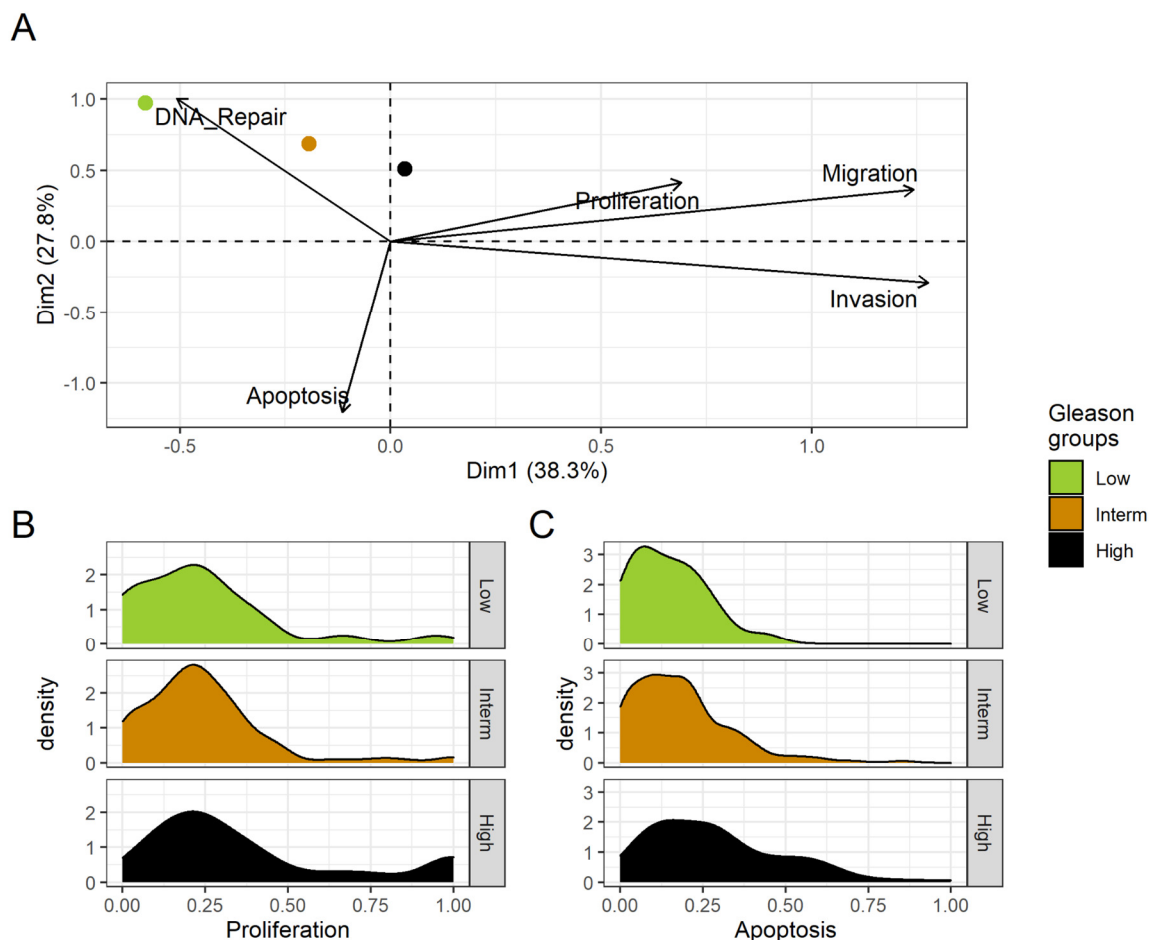 A
1.0
0.5
0.0
-0.5
-1.0
Dim2 (27.8%)
DNA_Repair
Migration
Proliferation
Invasion
Apoptosis
-0.5
0.0
0.5
1.0
Dim1 (38.3%)
Gleason
groups
Low
Interm
High
B
density
2
1
0
Low
2
1
0
Interm
2
1
0
High
0.00
0.25
0.50
0.75
1.00
Proliferation
C
density
3
2
1
0
Low
3
2
1
0
Interm
3
2
1
0
High
0.00
0.25
0.50
0.75
1.00
Apoptosis